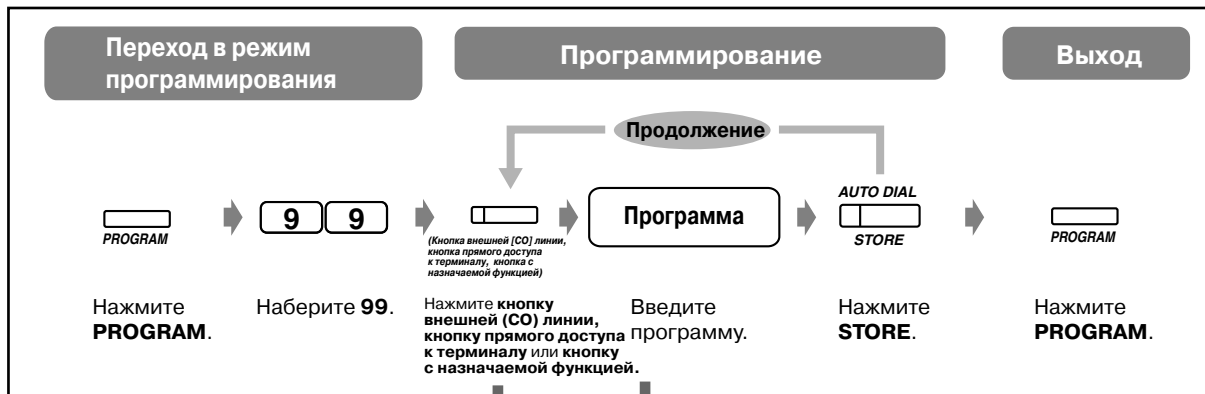 Переход в режим
программирования
Программирование
Выход
Продолжение
PROGRAM
9 9
(Кнопка внешней [CO] линии,
кнопка прямого доступа
к терминалу, кнопка с
назначаемой функцией)
Программа
AUTO DIAL
STORE
PROGRAM
Нажмите
PROGRAM.
Наберите 99.
Нажмите кнопку
внешней (CO) линии,
кнопку прямого доступа
к терминалу или кнопку
с назначаемой функцией.
Введите
программу.
Нажмите
STORE.
Нажмите
PROGRAM.